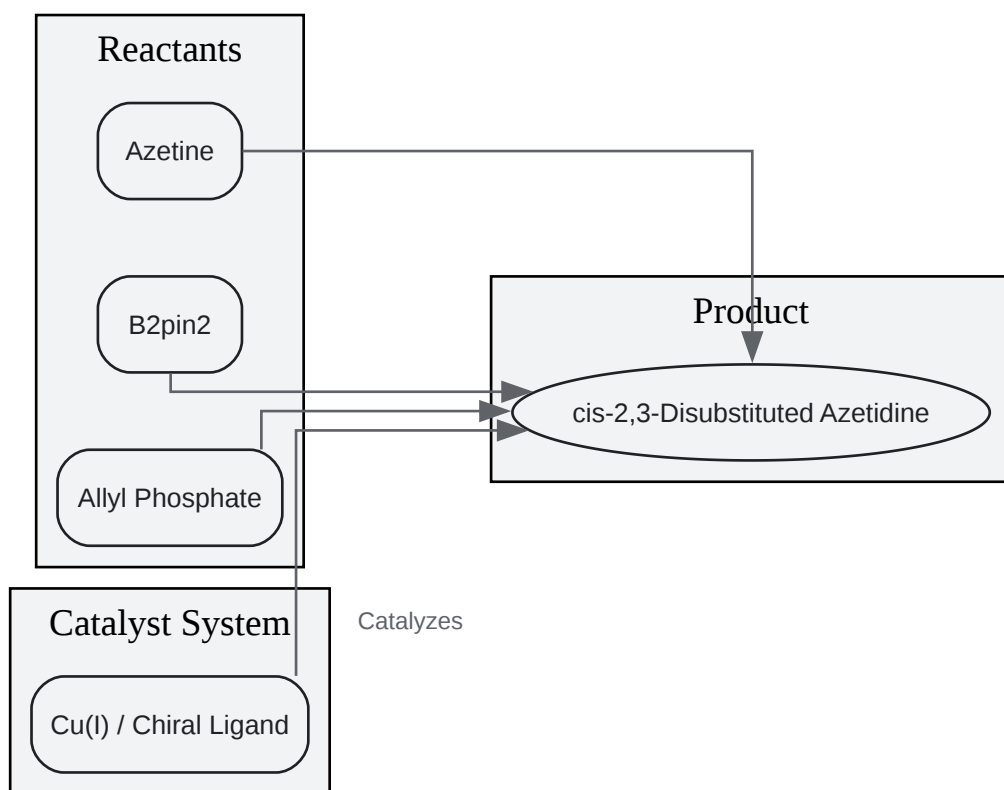 Reactants
Azetine
B2pin2
Allyl Phosphate
Product
cis-2,3-Disubstituted Azetidine
Catalyst System
Catalyzes
Cu(I) / Chiral Ligand